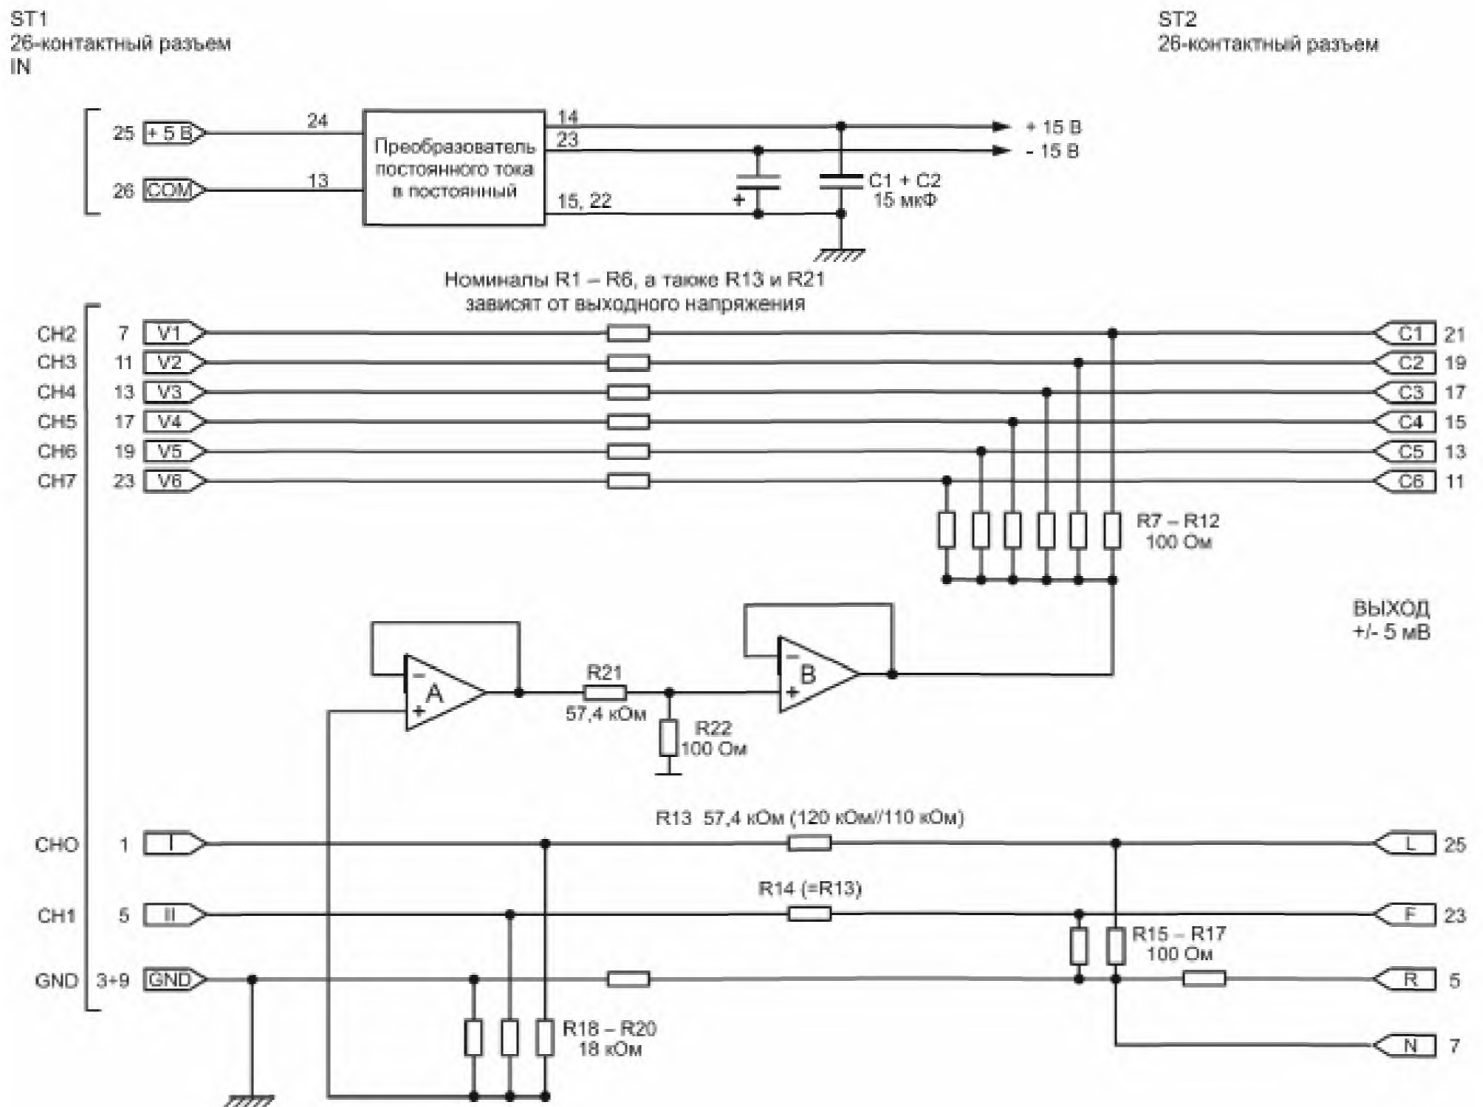 ST1
26-контактный разъем
IN
ST2
26-контактный разъем
25 + 5 В 24
26 COM 13
Преобразователь
постоянного тока
в постоянный
14
23
15, 22
+ 15 В
- 15 В
+
C1 + C2
15 мкФ
Номиналы R1 – R6, а также R13 и R21
зависят от выходного напряжения
CH2 7 V1 C1 21
CH3 11 V2 C2 19
CH4 13 V3 C3 17
CH5 17 V4 C4 15
CH6 19 V5 C5 13
CH7 23 V6 C6 11
R7 – R12
100 Ом
ВЫХОД
+/- 5 мВ
− A +
R21
57,4 кОм
R22
100 Ом
− B +
R13 57,4 кОм (120 кОм//110 кОм)
CHO 1 I L 25
R14 (=R13)
CH1 5 II F 23
R15 – R17
100 Ом
GND 3+9 GND R 5
R18 – R20
18 кОм
N 7